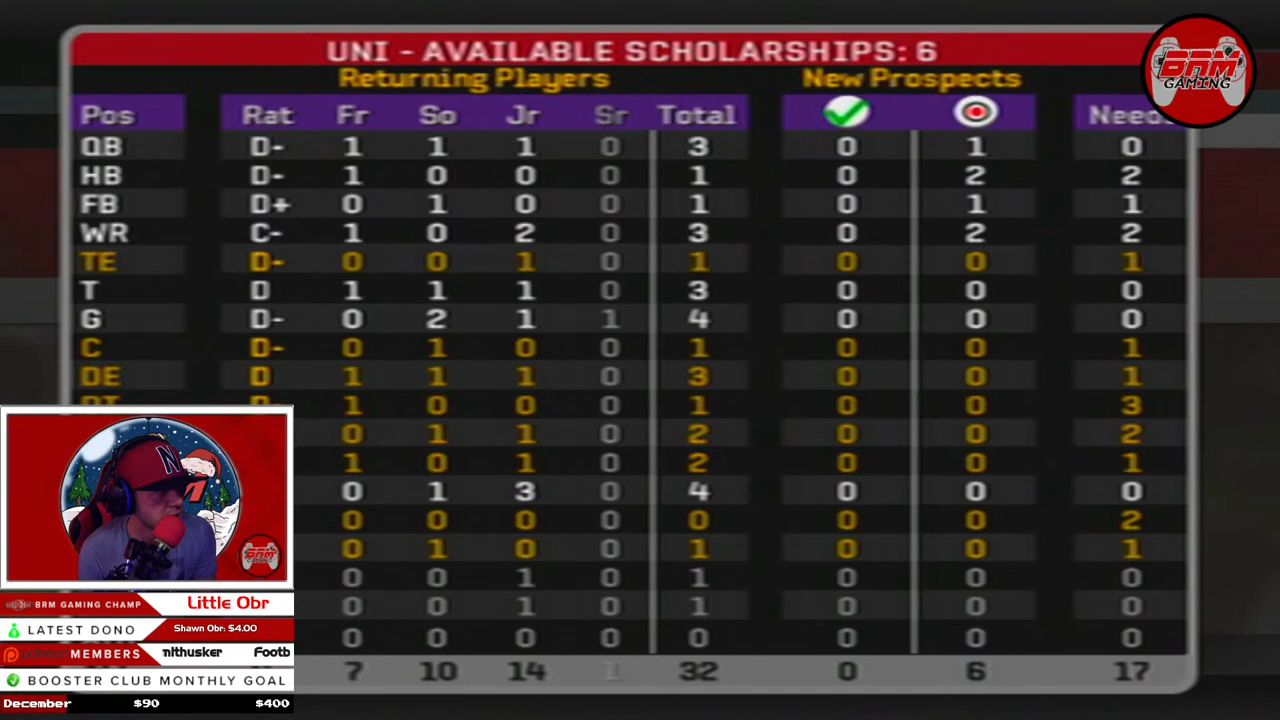 UNI - AVAILABLE SCHOLARSHIPS: 6
Returning Players New Prospects
Pos Rat Fr So Jr Sr Total Need
QB D- 1 1 1 0 3 0 1 0
HB D- 1 0 0 0 1 0 2 2
FB D+ 0 1 0 0 1 0 1 1
WR C- 1 0 2 0 3 0 2 2
TE D- 0 0 1 0 1 0 0 1
T D 1 1 1 0 3 0 0 0
G D- 0 2 1 1 4 0 0 0
C D- 0 1 0 0 1 0 0 1
DE D 1 1 1 0 3 0 0 1
1 0 0 0 1 0 0 3
0 1 1 0 2 0 0 2
1 0 1 0 2 0 0 1
0 1 3 0 4 0 0 0
0 0 0 0 0 0 0 2
0 1 0 0 1 0 0 1
0 0 1 0 1 0 0 0
0 0 1 0 1 0 0 0
0 0 0 0 0 0 0 0
7 10 14 1 32 0 6 17
BRM
GAMING
N
BRM
GAMING
BRM GAMING CHAMP Little Obr
LATEST DONO Shawn Obr: $4.00
patreon MEMBERS nlthusker Footb
BOOSTER CLUB MONTHLY GOAL
December $90 $400